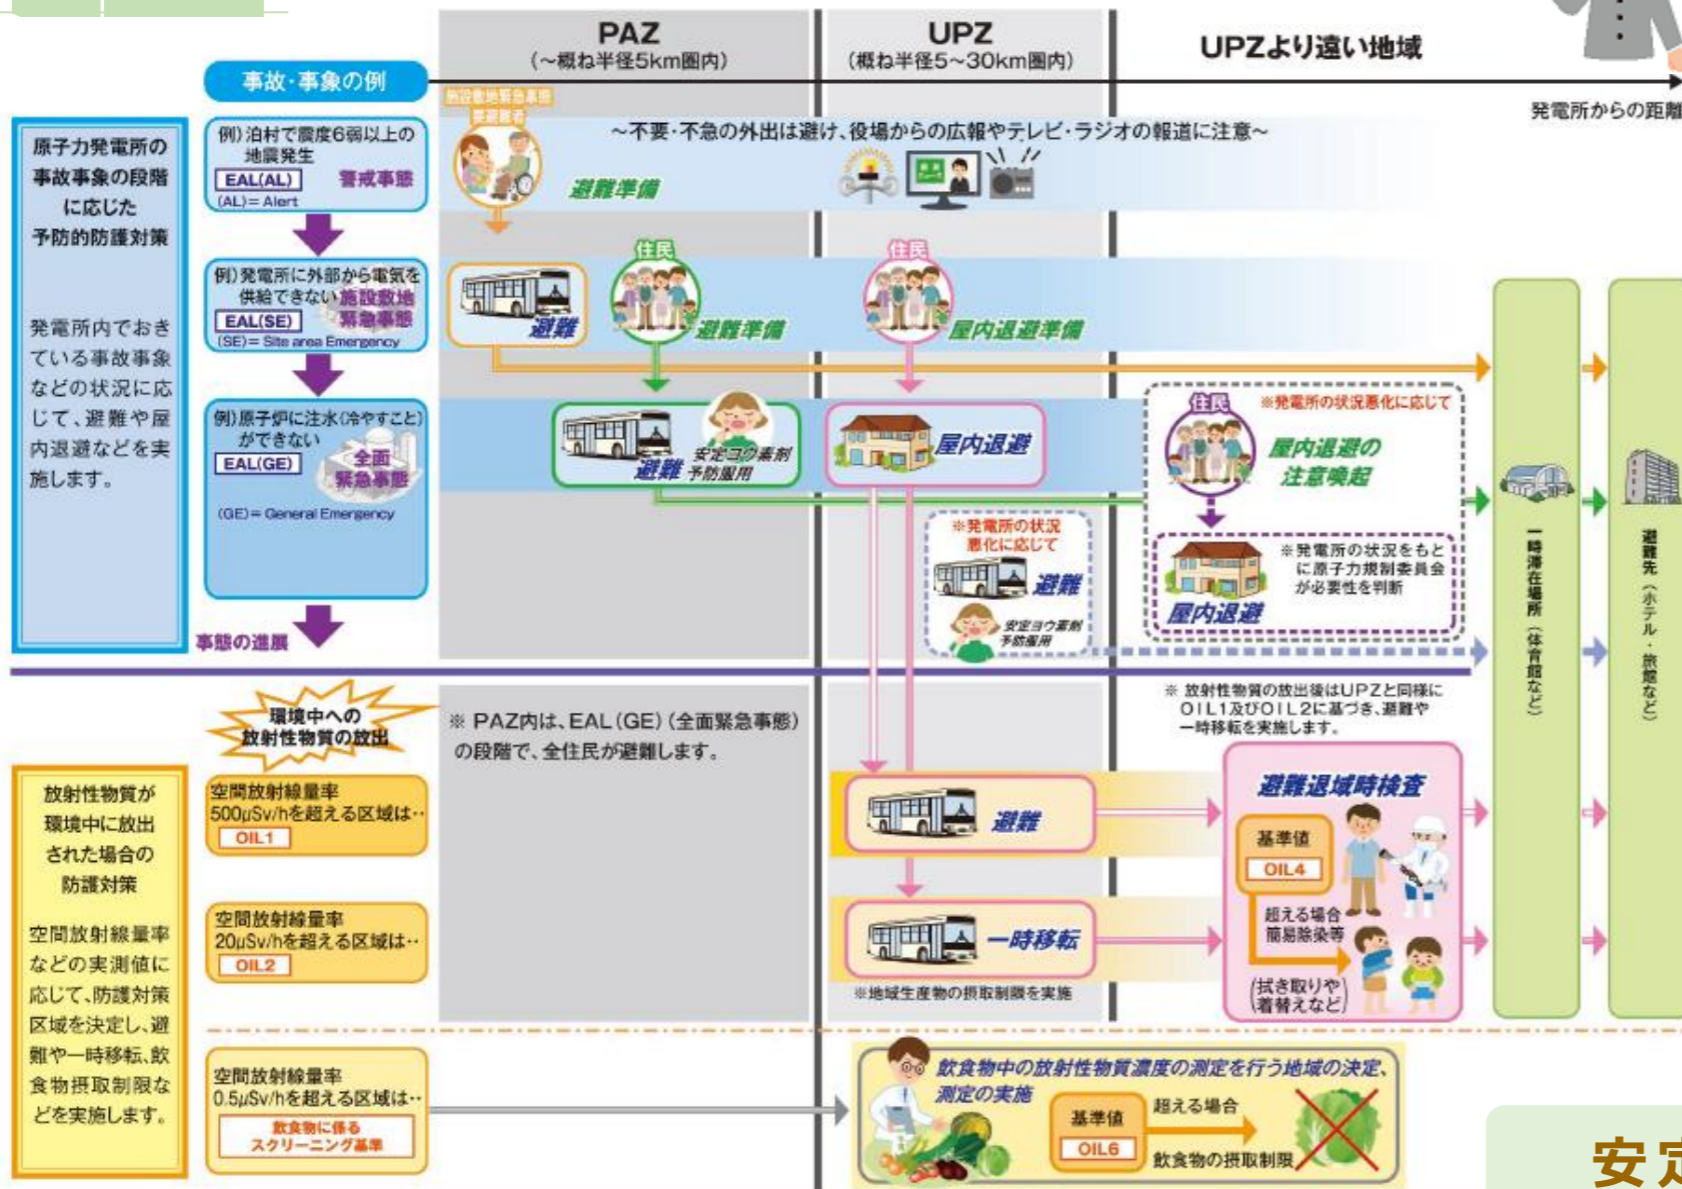 PAZ
(～概ね半径5km圏内)
UPZ
(概ね半径5～30km圏内)
UPZより遠い地域
発電所からの距離
事故・事象の例
原子力発電所の
事故事象の段階
に応じた
予防的防護対策
発電所内でおき
ている事故事象
などの状況に応
じて、避難や屋
内退避などを実
施します。
例)泊村で震度6弱以上の
地震発生
EAL(AL)
警戒事態
(AL)= Alert
施設敷地緊急事態
要避難者
～不要・不急の外出は避け、役場からの広報やテレビ・ラジオの報道に注意～
避難準備
例)発電所に外部から電気を
供給できない
施設敷地
緊急事態
EAL(SE)
(SE)= Site area Emergency
避難
住民
避難準備
住民
屋内退避準備
例)原子炉に注水(冷やすこと)
ができない
EAL(GE)
全面
緊急事態
(GE)= General Emergency
避難
安定ヨウ素剤
予防服用
屋内退避
※発電所の状況
悪化に応じて
避難
安定ヨウ素剤
予防服用
住民
※発電所の状況悪化に応じて
屋内退避の
注意喚起
屋内退避
※発電所の状況をもと
に原子力規制委員会
が必要性を判断
事態の進展
一時滞在場所(体育館など)
避難先(ホテル・旅館など)
環境中への
放射性物質の放出
※ PAZ内は、EAL(GE)(全面緊急事態)
の段階で、全住民が避難します。
※ 放射性物質の放出後はUPZと同様に
OIL1及びOIL2に基づき、避難や
一時移転を実施します。
放射性物質が
環境中に放出
された場合の
防護対策
空間放射線量率
などの実測値に
応じて、防護対策
区域を決定し、避
難や一時移転、飲
食物摂取制限な
どを実施します。
空間放射線量率
500μSv/hを超える区域は‥
OIL1
避難
空間放射線量率
20μSv/hを超える区域は‥
OIL2
一時移転
※地域生産物の摂取制限を実施
避難退域時検査
基準値
OIL4
超える場合
簡易除染等
(拭き取りや
着替えなど)
空間放射線量率
0.5μSv/hを超える区域は‥
飲食物に係る
スクリーニング基準
飲食物中の放射性物質濃度の測定を行う地域の決定、
測定の実施
基準値
OIL6
超える場合
飲食物の摂取制限
安定